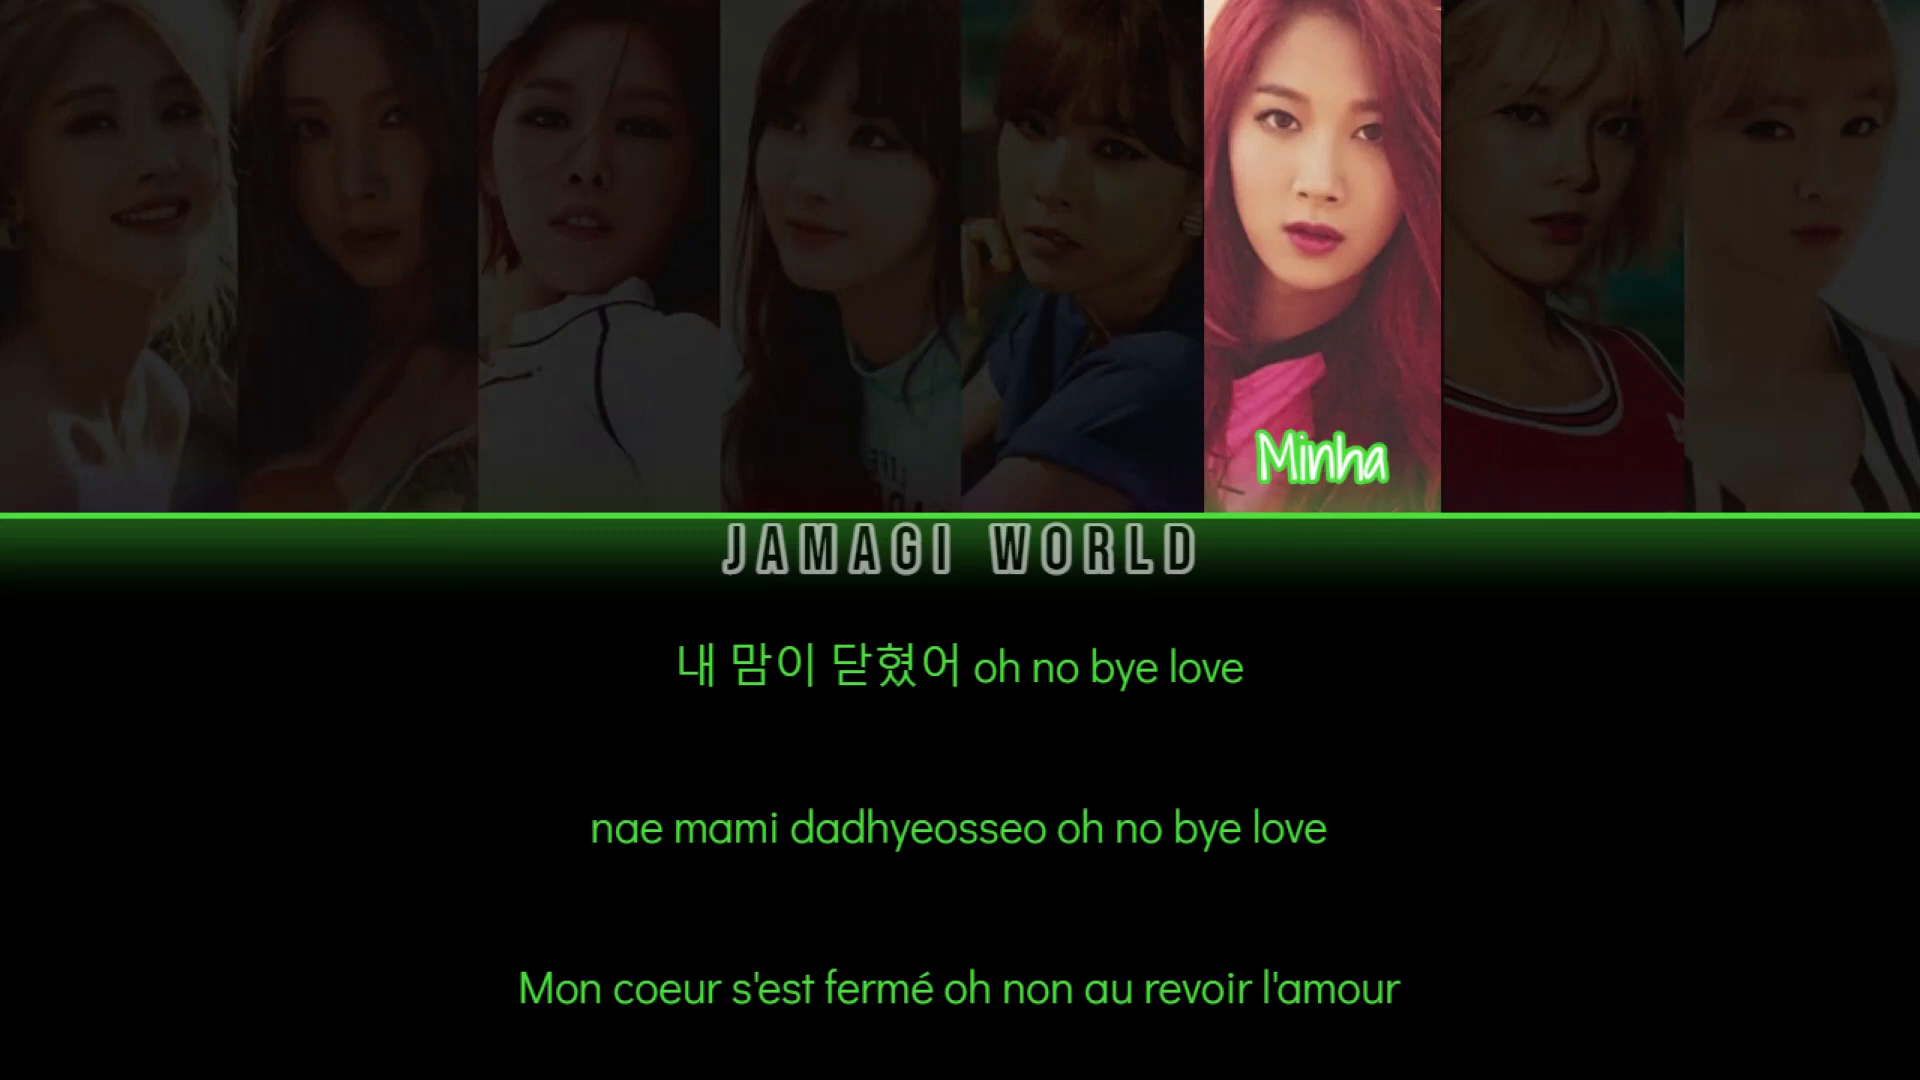 Minha
JAMAGI WORLD
내 맘이 닫혔어 oh no bye love
nae mami dadhyeosseo oh no bye love
Mon coeur s'est fermé oh non au revoir l'amour